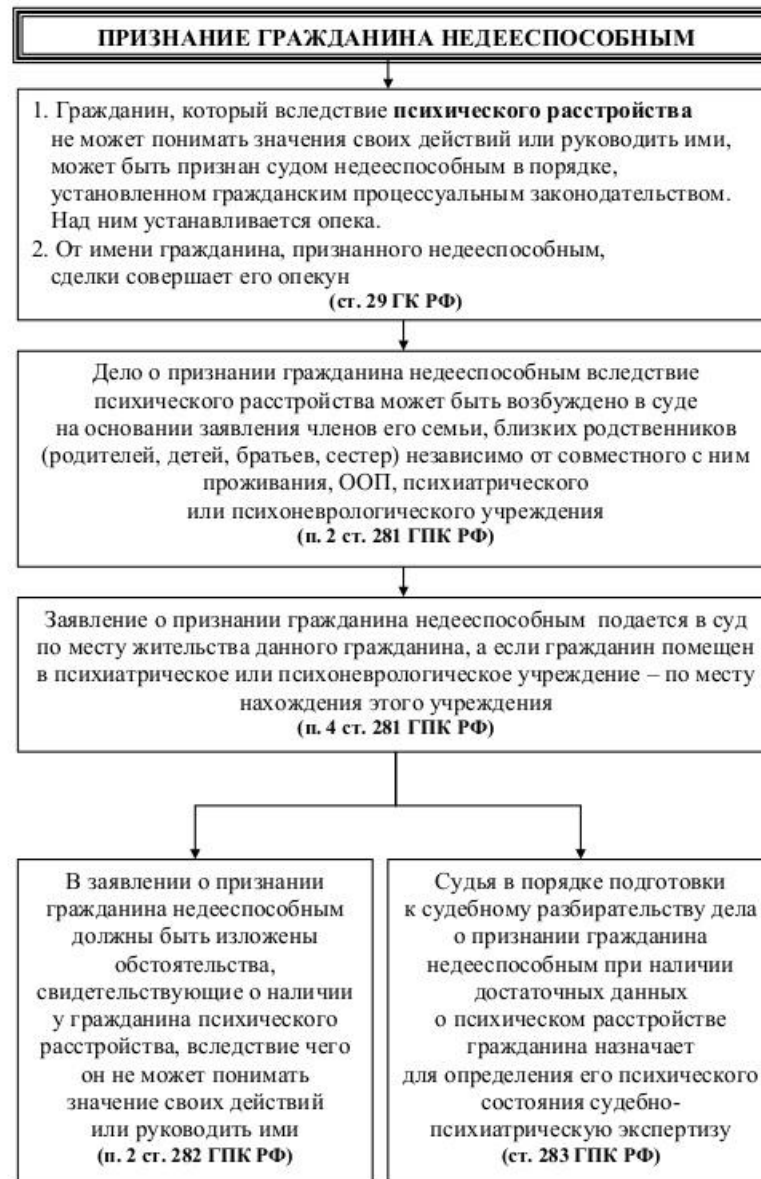 ПРИЗНАНИЕ ГРАЖДАНИНА НЕДЕЕСПОСОБНЫМ
1. Гражданин, который вследствие психического расстройства
не может понимать значения своих действий или руководить ими,
может быть признан судом недееспособным в порядке,
установленном гражданским процессуальным законодательством.
Над ним устанавливается опека.
2. От имени гражданина, признанного недееспособным,
сделки совершает его опекун
(ст. 29 ГК РФ)
Дело о признании гражданина недееспособным вследствие
психического расстройства может быть возбуждено в суде
на основании заявления членов его семьи, близких родственников
(родителей, детей, братьев, сестер) независимо от совместного с ним
проживания, ООП, психиатрического
или психоневрологического учреждения
(п. 2 ст. 281 ГПК РФ)
Заявление о признании гражданина недееспособным подается в суд
по месту жительства данного гражданина, а если гражданин помещен
в психиатрическое или психоневрологическое учреждение – по месту
нахождения этого учреждения
(п. 4 ст. 281 ГПК РФ)
В заявлении о признании
гражданина недееспособным
должны быть изложены
обстоятельства,
свидетельствующие о наличии
у гражданина психического
расстройства, вследствие чего
он не может понимать
значение своих действий
или руководить ими
(п. 2 ст. 282 ГПК РФ)
Судья в порядке подготовки
к судебному разбирательству дела
о признании гражданина
недееспособным при наличии
достаточных данных
о психическом расстройстве
гражданина назначает
для определения его психического
состояния судебно-
психиатрическую экспертизу
(ст. 283 ГПК РФ)